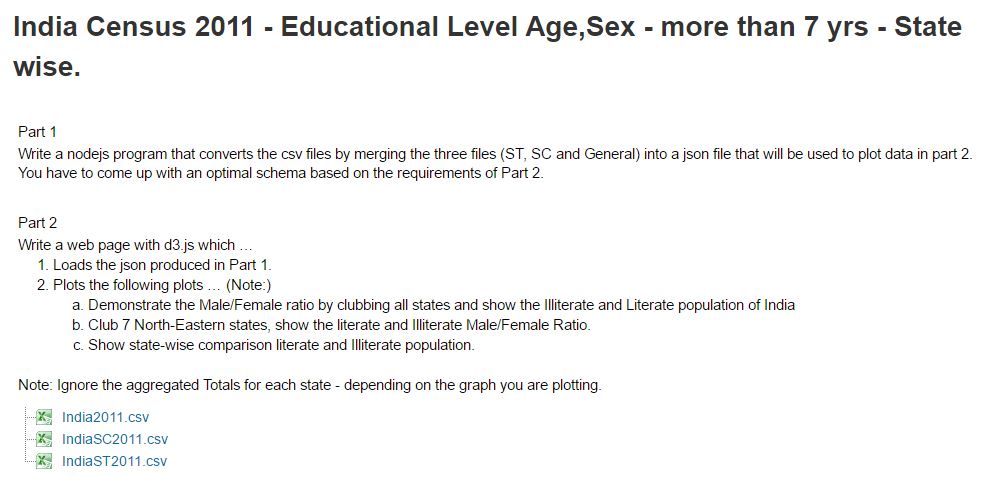 India Census 2011 - Educational Level Age,Sex - more than 7 yrs - State
wise.
Part 1
Write a nodejs program that converts the csv files by merging the three files (ST, SC and General) into a json file that will be used to plot data in part 2.
You have to come up with an optimal schema based on the requirements of Part 2.
Part 2
Write a web page with d3.js which …
1. Loads the json produced in Part 1.
2. Plots the following plots … (Note:)
a. Demonstrate the Male/Female ratio by clubbing all states and show the Illiterate and Literate population of India
b. Club 7 North-Eastern states, show the literate and Illiterate Male/Female Ratio.
c. Show state-wise comparison literate and Illiterate population.
Note: Ignore the aggregated Totals for each state - depending on the graph you are plotting.
India2011.csv
IndiaSC2011.csv
IndiaST2011.csv